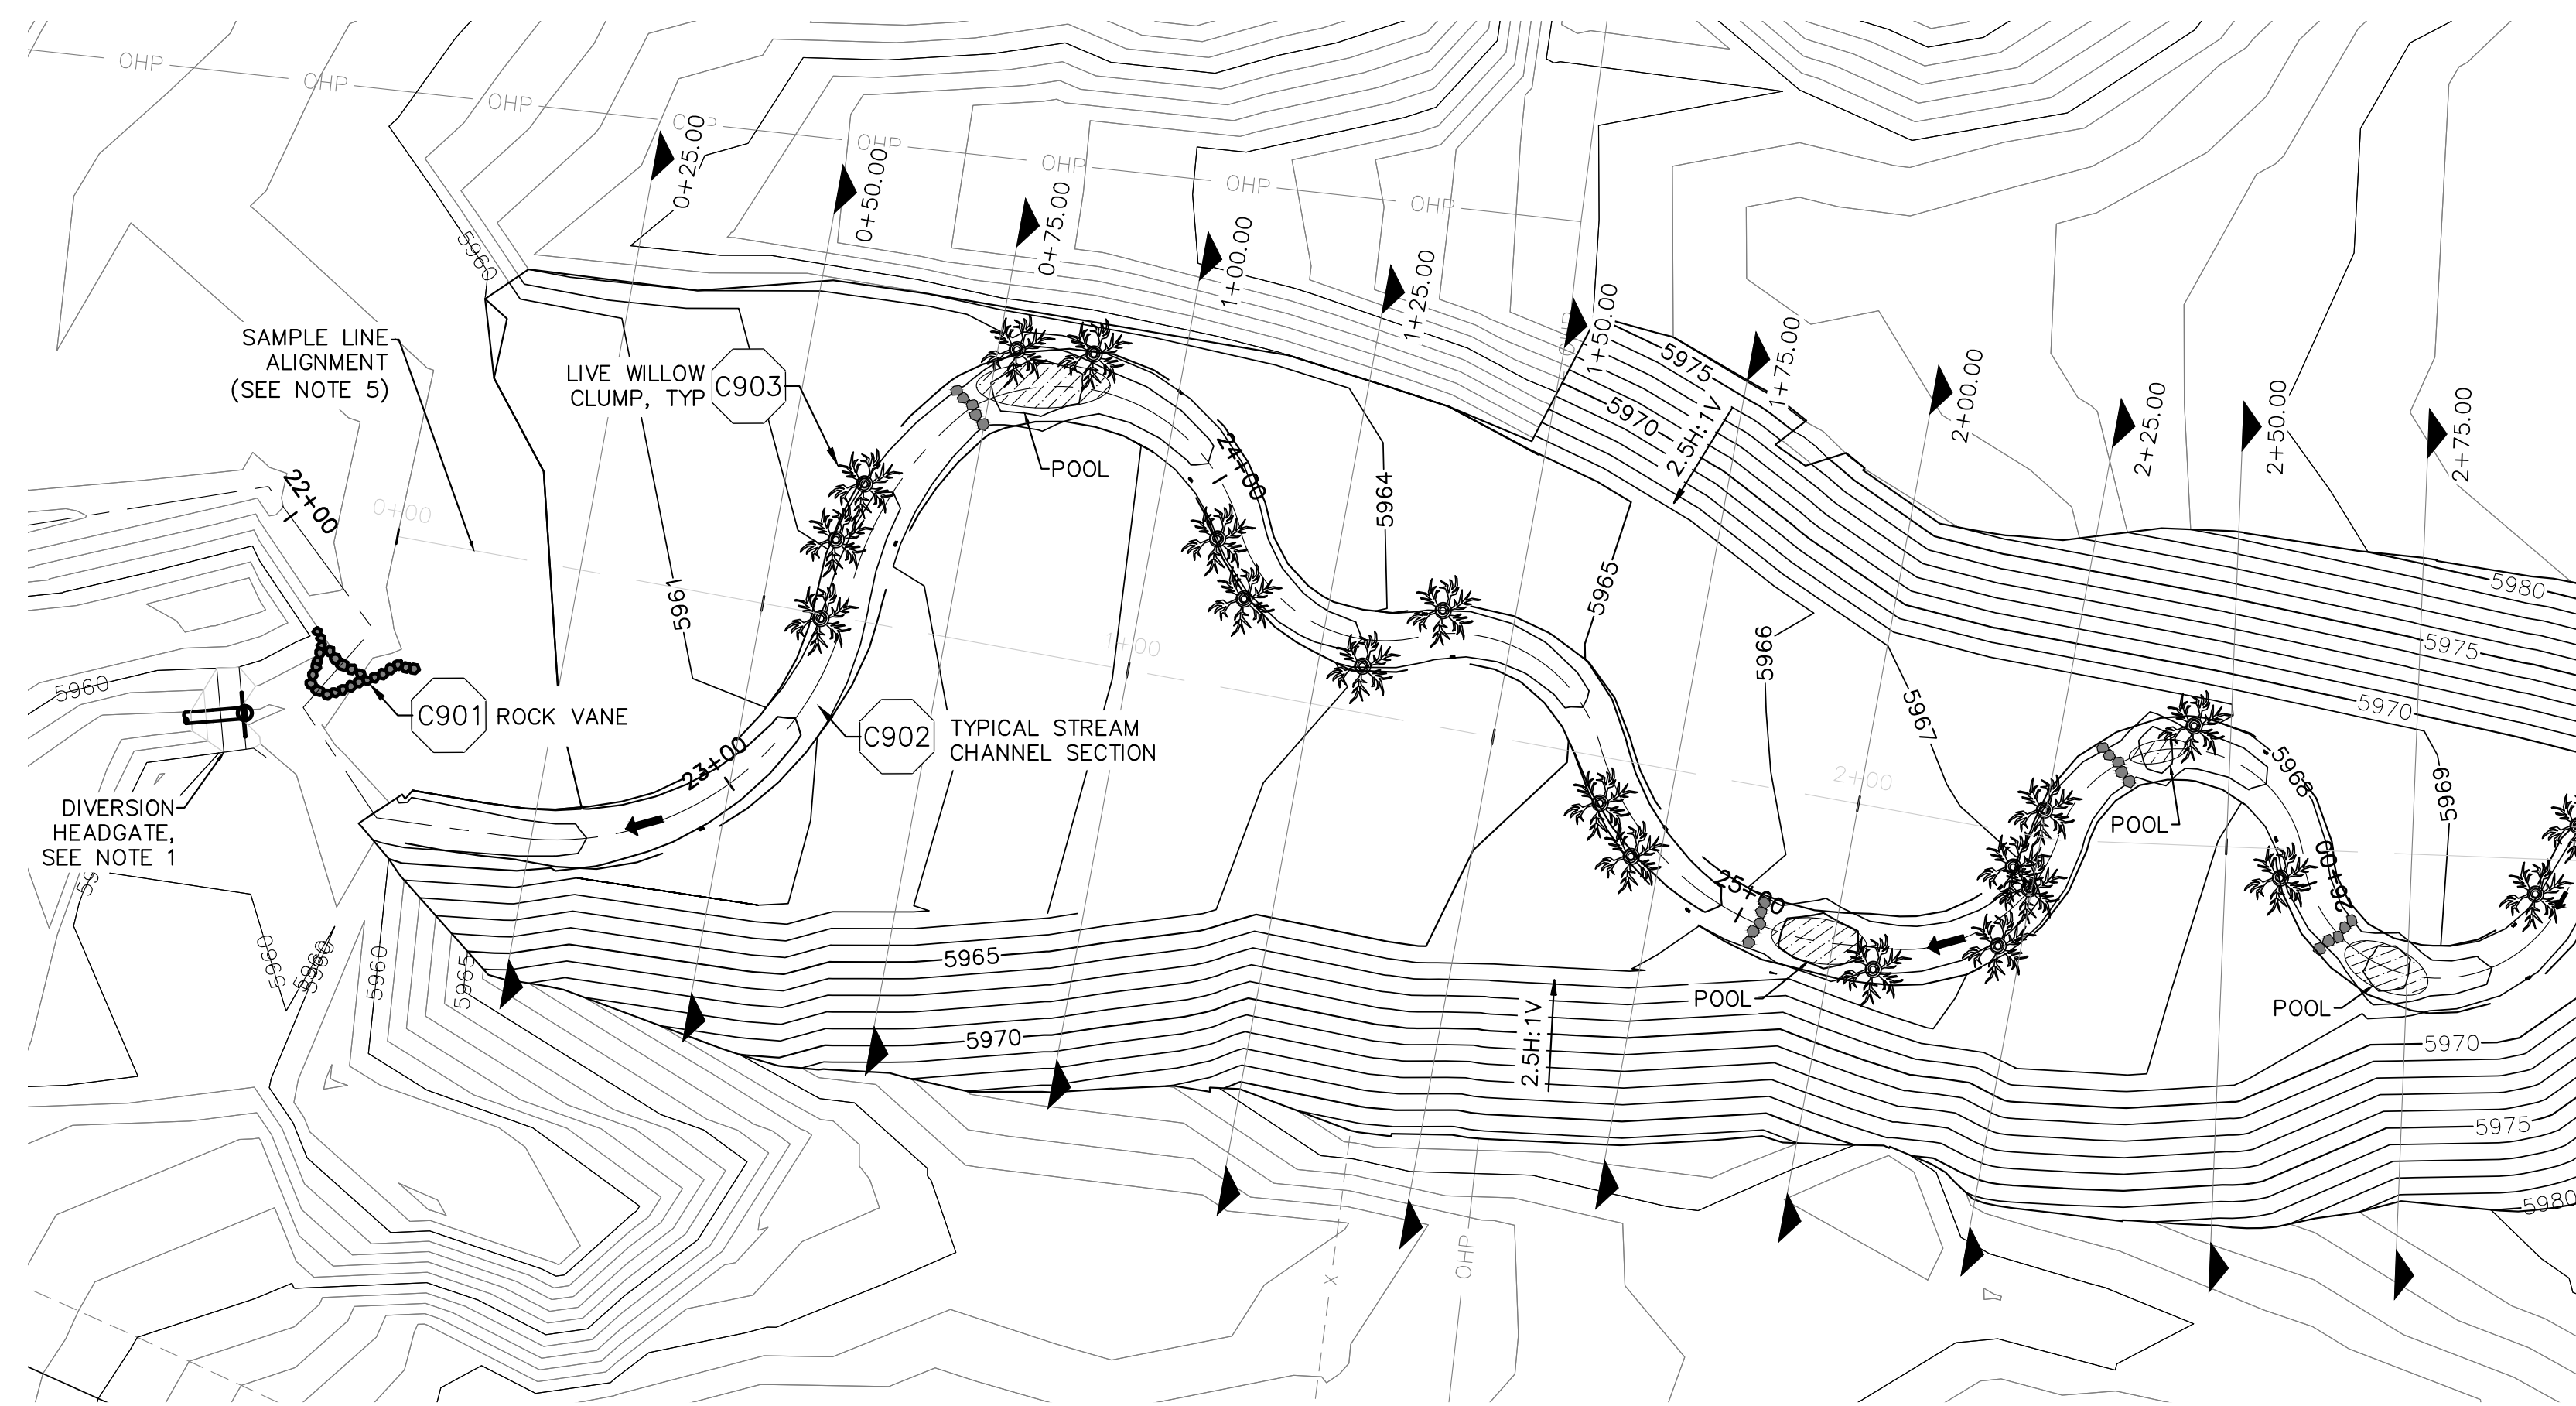 OHP
OHP
OHP
OHP
OHP
OHP
OHP
OHP
0+25.00
0+50.00
0+75.00
1+00.00
1+25.00
1+50.00
1+75.00
2+00.00
2+25.00
2+50.00
2+75.00
5960
OHP
SAMPLE LINE
ALIGNMENT
(SEE NOTE 5)
LIVE WILLOW
CLUMP, TYP
C903
5975
5970
2.5H:1V
POOL
24+00
22+00
0+00
5964
5961
5965
5966
5967
1+00
2+00
5980
5975
5970
5960
C901
ROCK VANE
C902
TYPICAL STREAM
CHANNEL SECTION
23+00
DIVERSION
HEADGATE,
SEE NOTE 1
POOL
5968
5969
25+00
26+00
5960
5960
5960
5960
5965
5965
5970
2.5H:1V
POOL
POOL
5970
5975
5980
OHP
X